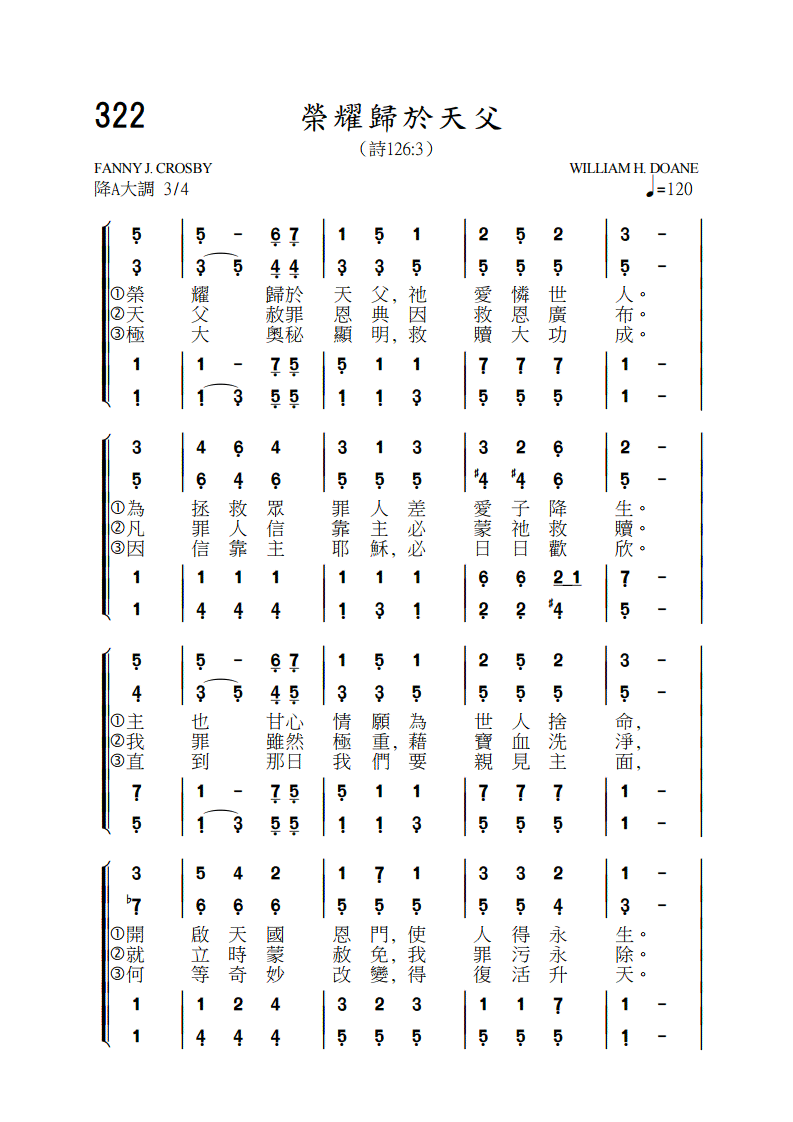 322
榮耀歸於天父
（詩126:3）
FANNY J. CROSBY WILLIAM H. DOANE
降A大調 3/4 ♩=120
5̣ | 5̣ - 6̣ 7̣ | 1 5̣ 1 | 2 5̣ 2 | 3 -
3̣ | 3̣ 5̣ 4̣ 4̣ | 3̣ 3̣ 5̣ | 5̣ 5̣ 5̣ | 5̣ -
①榮 耀 歸於 天 父, 祂 愛 憐 世 人。
②天 父 赦罪 恩 典 因 救 恩 廣 布。
③極 大 奧秘 顯 明, 救 贖 大 功 成。
1 | 1 - 7̣ 5̣ | 5̣ 1 1 | 7̣ 7̣ 7̣ | 1 -
1̣ | 1̣ 3̣ 5̣ 5̣ | 1̣ 1̣ 3̣ | 5̣ 5̣ 5̣ | 1 -
3 | 4 6̣ 4 | 3 1 3 | 3 2 6̣ | 2 -
5̣ | 6̣ 4̣ 6̣ | 5̣ 5̣ 5̣ | #4̣ #4̣ 6̣ | 5̣ -
①為 拯 救 眾 罪 人 差 愛 子 降 生。
②凡 罪 人 信 靠 主 必 蒙 祂 救 贖。
③因 信 靠 主 耶 穌, 必 日 日 歡 欣。
1 | 1 1 1 | 1 1 1 | 6̣ 6̣ 2 1 | 7̣ -
1 | 4̣ 4̣ 4̣ | 1̣ 3̣ 1̣ | 2̣ 2̣ #4̣ | 5̣ -
5̣ | 5̣ - 6̣ 7̣ | 1 5̣ 1 | 2 5̣ 2 | 3 -
4̣ | 3̣ 5̣ 4̣ 5̣ | 3̣ 3̣ 5̣ | 5̣ 5̣ 5̣ | 5̣ -
①主 也 甘心 情 願 為 世 人 捨 命,
②我 罪 雖然 極 重, 藉 寶 血 洗 淨,
③直 到 那日 我 們 要 親 見 主 面,
7̣ | 1 - 7̣ 5̣ | 5̣ 1 1 | 7̣ 7̣ 7̣ | 1 -
5̣ | 1̣ 3̣ 5̣ 5̣ | 1̣ 1̣ 3̣ | 5̣ 5̣ 5̣ | 1 -
3 | 5 4 2 | 1 7̣ 1 | 3 3 2 | 1 -
♭7̣ | 6̣ 6̣ 6̣ | 5̣ 5̣ 5̣ | 5̣ 5̣ 4̣ | 3̣ -
①開 啟 天 國 恩 門, 使 人 得 永 生。
②就 立 時 蒙 赦 免, 我 罪 污 永 除。
③何 等 奇 妙 改 變, 得 復 活 升 天。
1 | 1 2 4 | 3 2 3 | 1 1 7̣ | 1 -
1 | 4̣ 4̣ 4̣ | 5̣ 5̣ 5̣ | 5̣ 5̣ 5̣ | 1̣ -